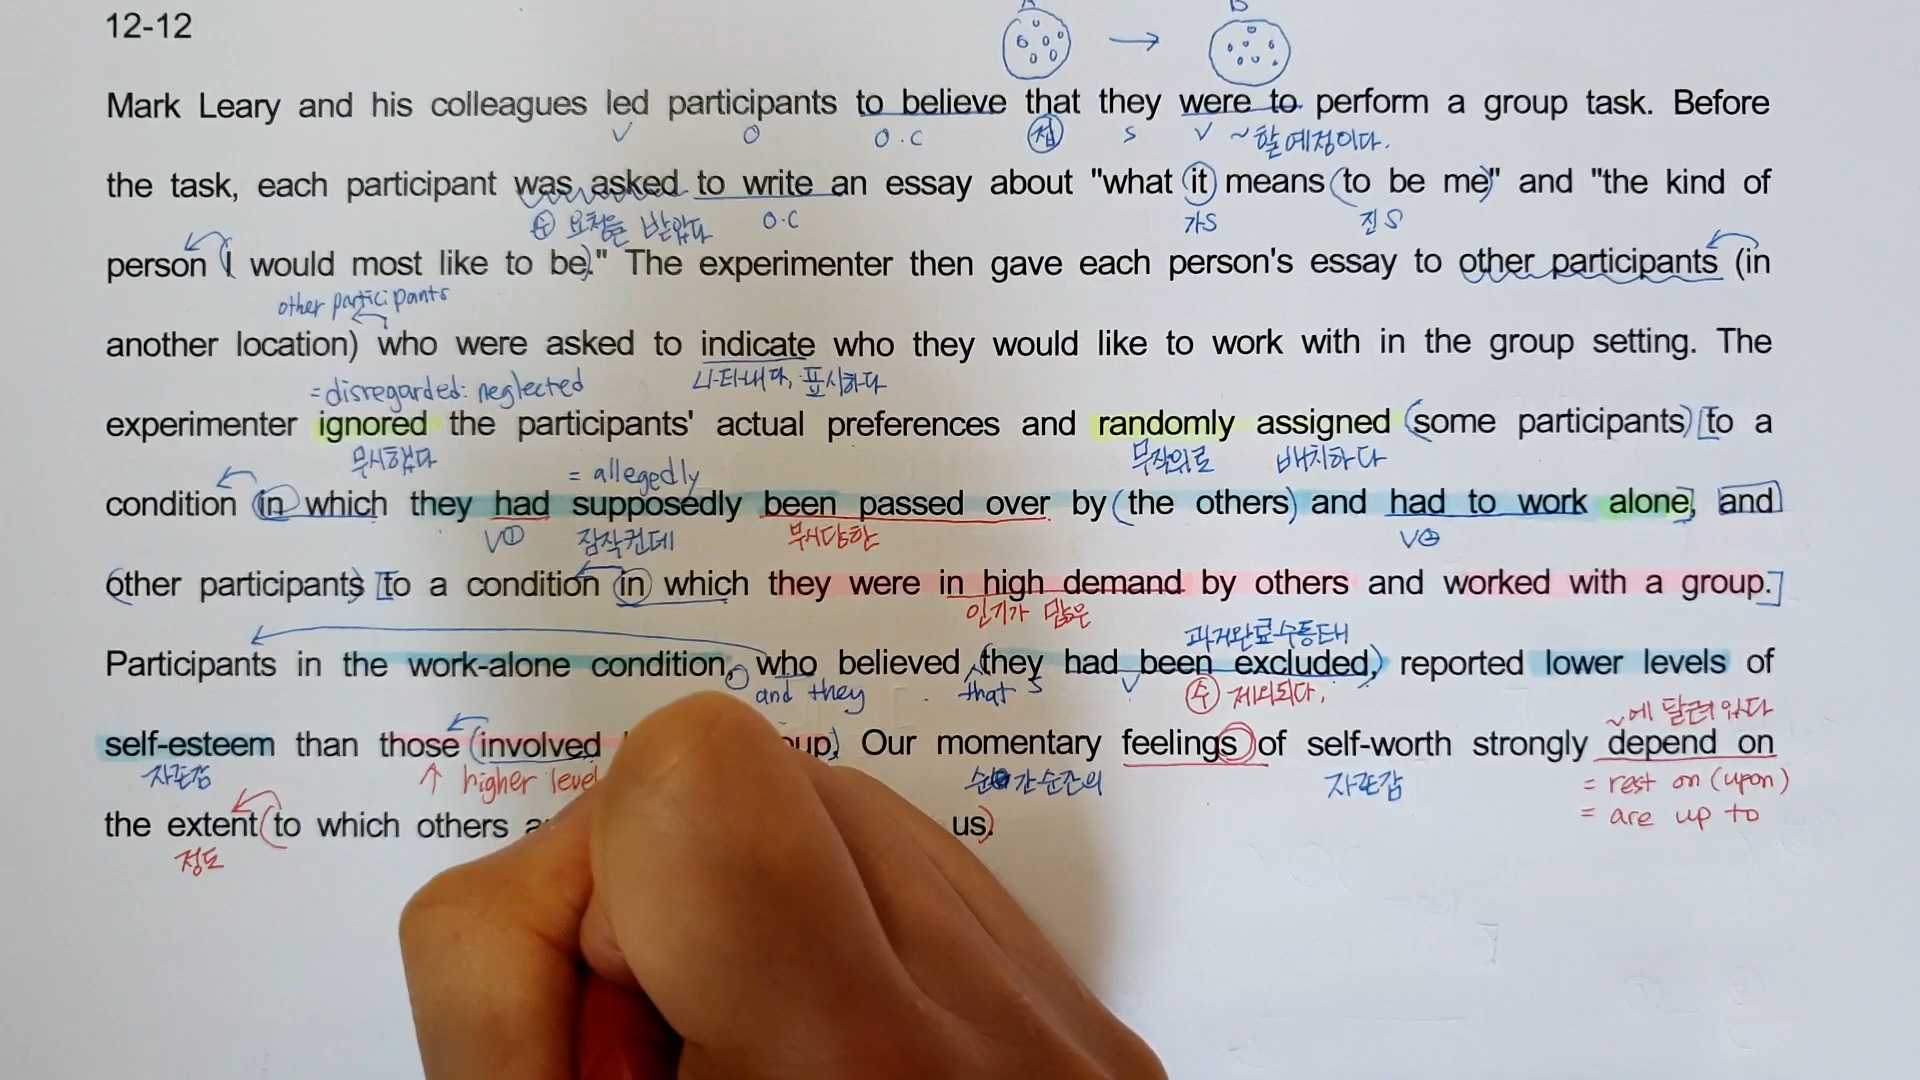 12-12
A B
Mark Leary and his colleagues led participants to believe that they were to perform a group task. Before
V O O.C 접 S V ~할 예정이다.
the task, each participant was asked to write an essay about "what it means to be me" and "the kind of
수 요청을 받았다 O.C 가S 진S
person I would most like to be." The experimenter then gave each person's essay to other participants (in
other participants
another location) who were asked to indicate who they would like to work with in the group setting. The
= disregarded: neglected 나타내다, 표시하다
experimenter ignored the participants' actual preferences and randomly assigned (some participants) [to a
무시했다 = allegedly 무작위로 배치하다
condition in which they had supposedly been passed over by (the others) and had to work alone], and
V① 짐작컨데 무시당한 V②
(other participants) [to a condition in which they were in high demand by others and worked with a group.]
인기가 많은 과거완료수동태
Participants in the work-alone condition, who believed (they had been excluded,) reported lower levels of
and they that S V 수 제외되다. ~에 달려있다
self-esteem than those (involved oup) Our momentary feelings of self-worth strongly depend on
자존감 ↑ higher level 순간순간의 자존감 = rest on (upon)
= are up to
the extent (to which others us.)
정도